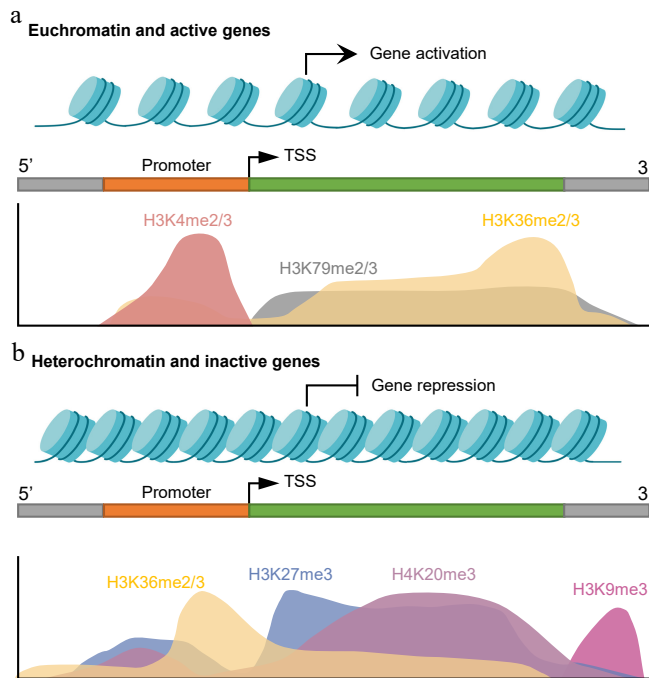 a
Euchromatin and active genes
Gene activation
5’
Promoter
TSS
3
H3K4me2/3
H3K36me2/3
H3K79me2/3
b
Heterochromatin and inactive genes
Gene repression
5’
Promoter
TSS
3
H3K36me2/3
H3K27me3
H4K20me3
H3K9me3